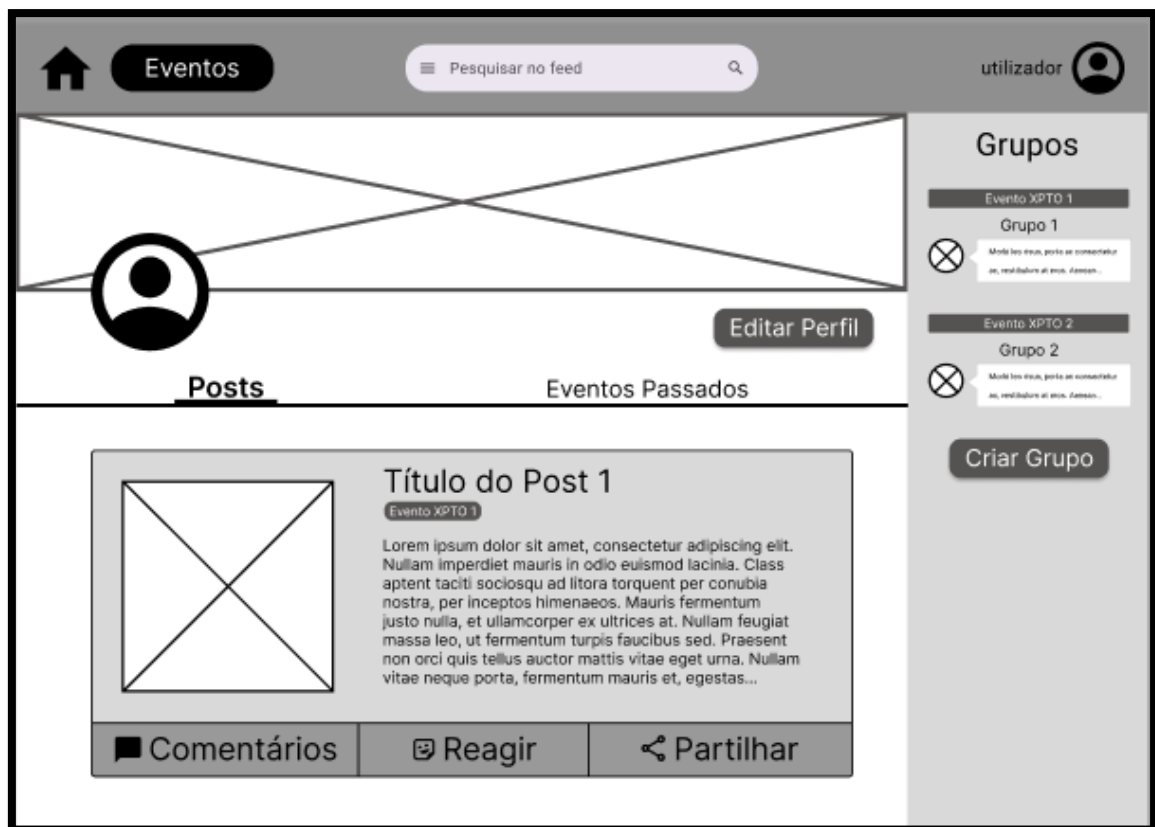 Eventos
Pesquisar no feed
utilizador
Grupos
Evento XPTO 1
Grupo 1
Evento XPTO 2
Grupo 2
Criar Grupo
Editar Perfil
Posts
Eventos Passados
Título do Post 1
Evento XPTO 1
Lorem ipsum dolor sit amet, consectetur adipiscing elit.
Nullam imperdiet mauris in odio euismod lacinia. Class
aptent taciti sociosqu ad litora torquent per conubia
nostra, per inceptos himenaeos. Mauris fermentum
justo nulla, et ullamcorper ex ultrices at. Nullam feugiat
massa leo, ut fermentum turpis faucibus sed. Praesent
non orci quis tellus auctor mattis vitae eget urna. Nullam
vitae neque porta, fermentum mauris et, egestas...
Comentários
Reagir
Partilhar